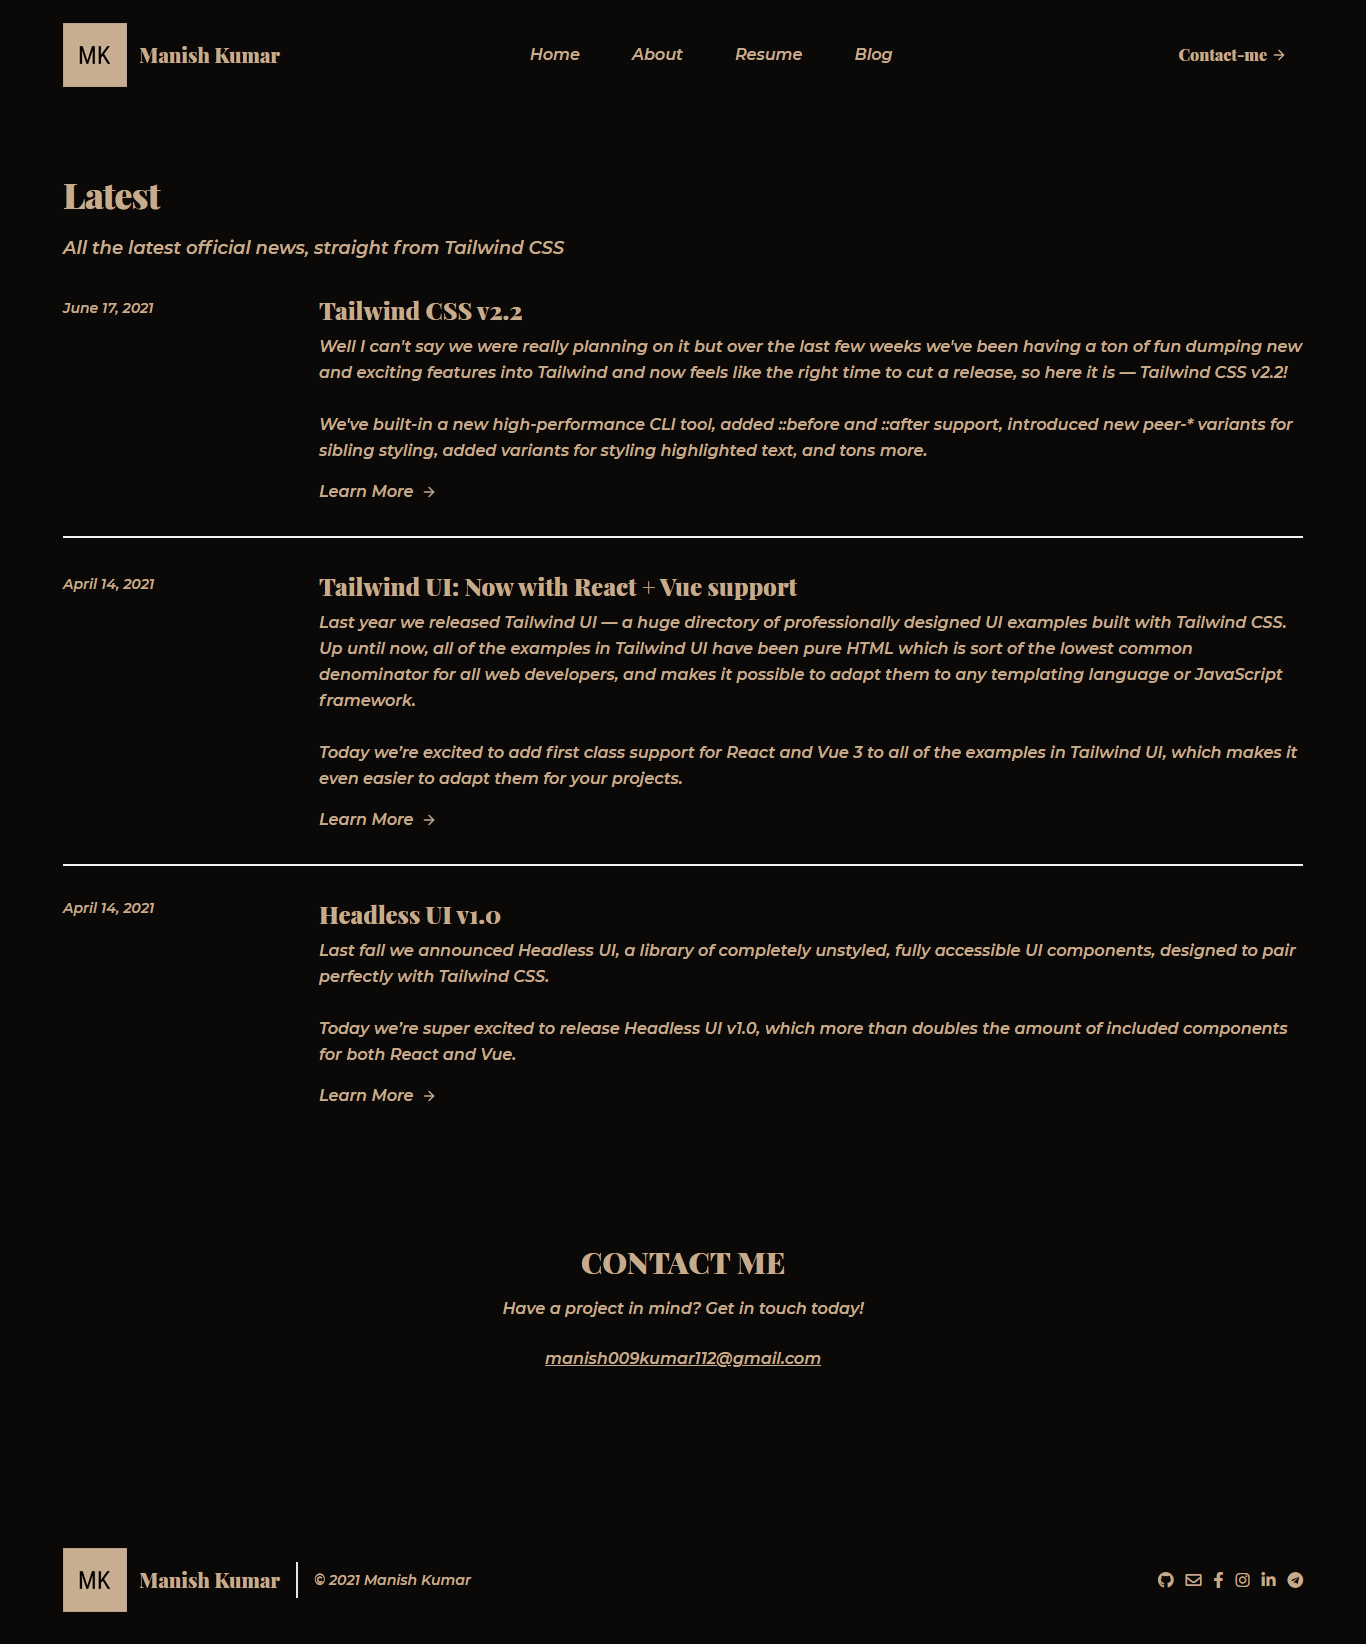 MK Manish Kumar Home About Resume Blog Contact-me →
Latest
All the latest official news, straight from Tailwind CSS
June 17, 2021
Tailwind CSS v2.2
Well I can't say we were really planning on it but over the last few weeks we've been having a ton of fun dumping new
and exciting features into Tailwind and now feels like the right time to cut a release, so here it is — Tailwind CSS v2.2!
We've built-in a new high-performance CLI tool, added ::before and ::after support, introduced new peer-* variants for
sibling styling, added variants for styling highlighted text, and tons more.
Learn More →
April 14, 2021
Tailwind UI: Now with React + Vue support
Last year we released Tailwind UI — a huge directory of professionally designed UI examples built with Tailwind CSS.
Up until now, all of the examples in Tailwind UI have been pure HTML which is sort of the lowest common
denominator for all web developers, and makes it possible to adapt them to any templating language or JavaScript
framework.
Today we’re excited to add first class support for React and Vue 3 to all of the examples in Tailwind UI, which makes it
even easier to adapt them for your projects.
Learn More →
April 14, 2021
Headless UI v1.0
Last fall we announced Headless UI, a library of completely unstyled, fully accessible UI components, designed to pair
perfectly with Tailwind CSS.
Today we’re super excited to release Headless UI v1.0, which more than doubles the amount of included components
for both React and Vue.
Learn More →
CONTACT ME
Have a project in mind? Get in touch today!
manish009kumar112@gmail.com
MK Manish Kumar © 2021 Manish Kumar